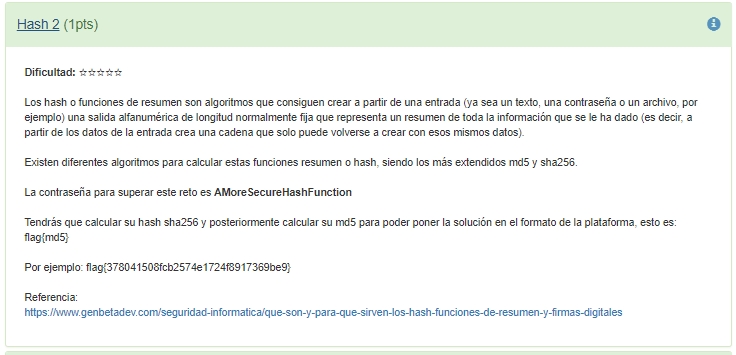 Hash 2 (1pts)
Dificultad: ☆☆☆☆☆
Los hash o funciones de resumen son algoritmos que consiguen crear a partir de una entrada (ya sea un texto, una contraseña o un archivo, por
ejemplo) una salida alfanumérica de longitud normalmente fija que representa un resumen de toda la información que se le ha dado (es decir, a
partir de los datos de la entrada crea una cadena que solo puede volverse a crear con esos mismos datos).
Existen diferentes algoritmos para calcular estas funciones resumen o hash, siendo los más extendidos md5 y sha256.
La contraseña para superar este reto es AMoreSecureHashFunction
Tendrás que calcular su hash sha256 y posteriormente calcular su md5 para poder poner la solución en el formato de la plataforma, esto es:
flag{md5}
Por ejemplo: flag{378041508fcb2574e1724f8917369be9}
Referencia:
https://www.genbetadev.com/seguridad-informatica/que-son-y-para-que-sirven-los-hash-funciones-de-resumen-y-firmas-digitales